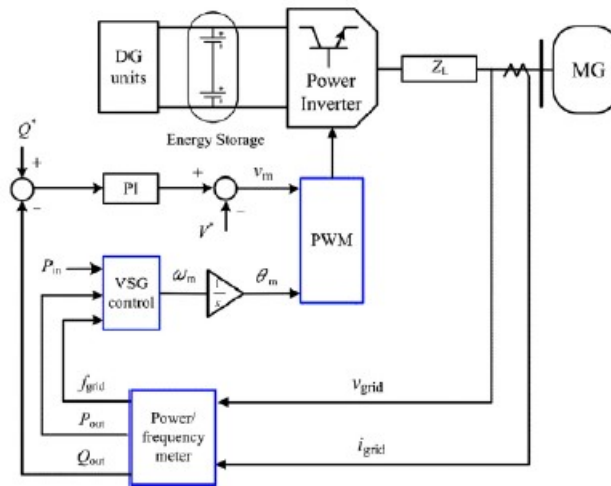 DG
units
Energy Storage
Power
Inverter
Z_L
MG
Q*
+
−
PI
+
−
V*
v_m
PWM
P_in
VSG
control
ω_m
1
s
θ_m
f_grid
P_out
Q_out
Power/
frequency
meter
v_grid
i_grid